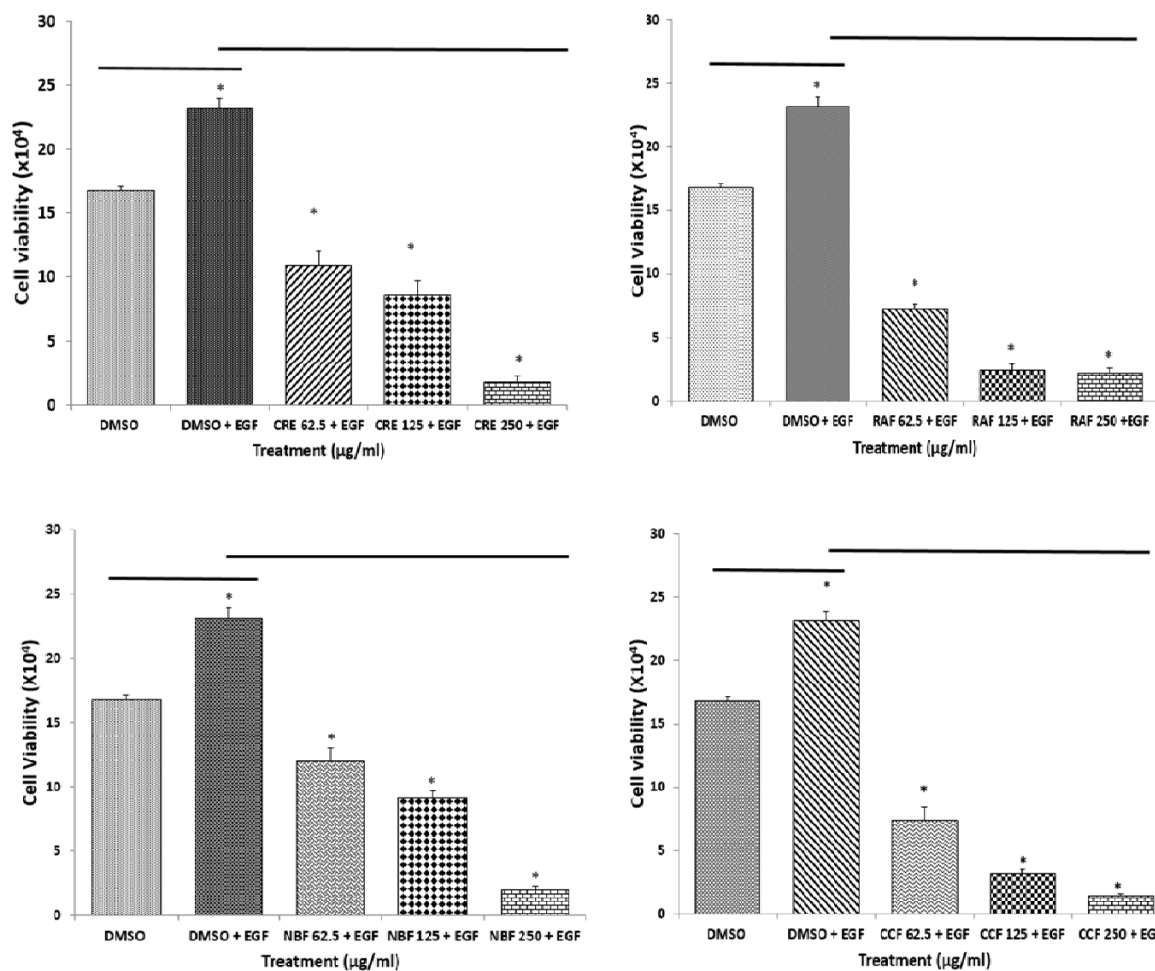 Cell viability (x10⁴)
30
25
20
15
10
5
0
*
*
*
*
DMSO
DMSO + EGF
CRE 62.5 + EGF
CRE 125 + EGF
CRE 250 + EGF
Treatment (µg/ml)
Cell viability (X10⁴)
30
25
20
15
10
5
0
*
*
*
*
DMSO
DMSO + EGF
RAF 62.5 + EGF
RAF 125 + EGF
RAF 250 +EGF
Treatment (µg/ml)
Cell Viability (X10⁴)
30
25
20
15
10
5
0
*
*
*
*
DMSO
DMSO + EGF
NBF 62.5 + EGF
NBF 125 + EGF
NBF 250 + EGF
Treatment (µg/ml)
Cell Viability (X10⁴)
30
25
20
15
10
5
0
*
*
*
*
DMSO
DMSO + EGF
CCF 62.5 + EGF
CCF 125 + EGF
CCF 250 + EG
Treatment (µg/ml)